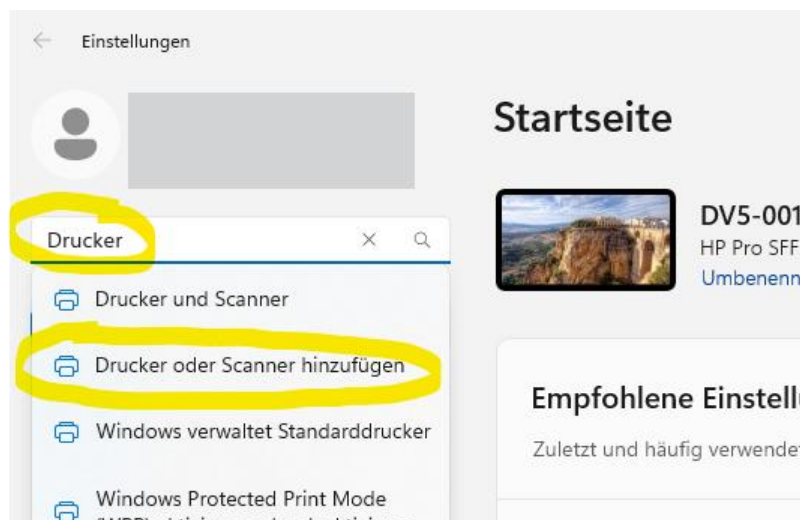 Einstellungen
Startseite
Drucker
Drucker und Scanner
Drucker oder Scanner hinzufügen
Windows verwaltet Standarddrucker
Windows Protected Print Mode
DV5-001
HP Pro SFF
Umbenenn
Empfohlene Einstell
Zuletzt und häufig verwendet